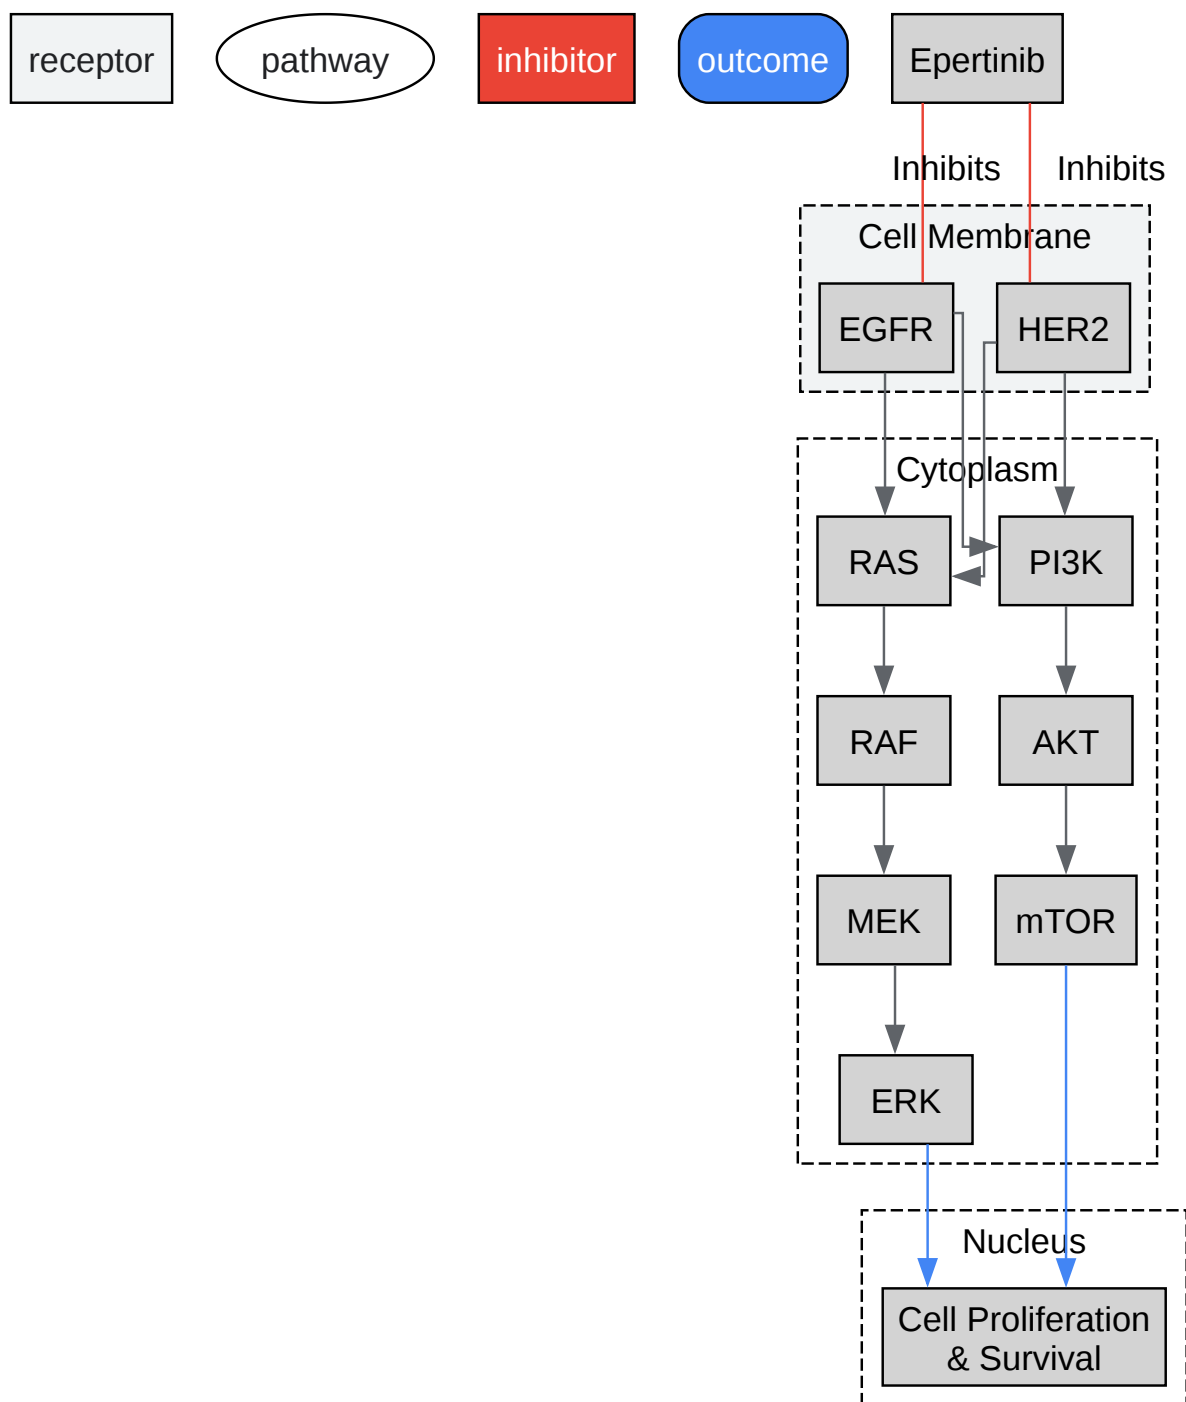 receptor
pathway
inhibitor
outcome
Epertinib
Inhibits
Inhibits
Cell Membrane
EGFR
HER2
Cytoplasm
RAS
PI3K
RAF
AKT
MEK
mTOR
ERK
Nucleus
Cell Proliferation
& Survival